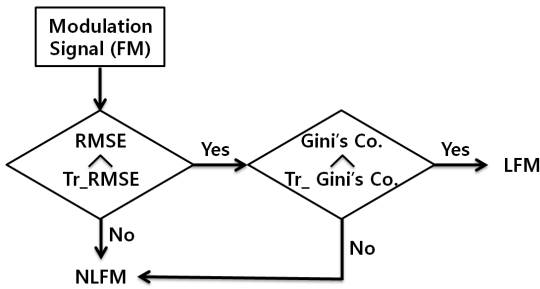 Modulation
Signal (FM)
RMSE
Tr_RMSE
Yes
Gini's Co.
Tr_ Gini's Co.
Yes
LFM
No
No
NLFM